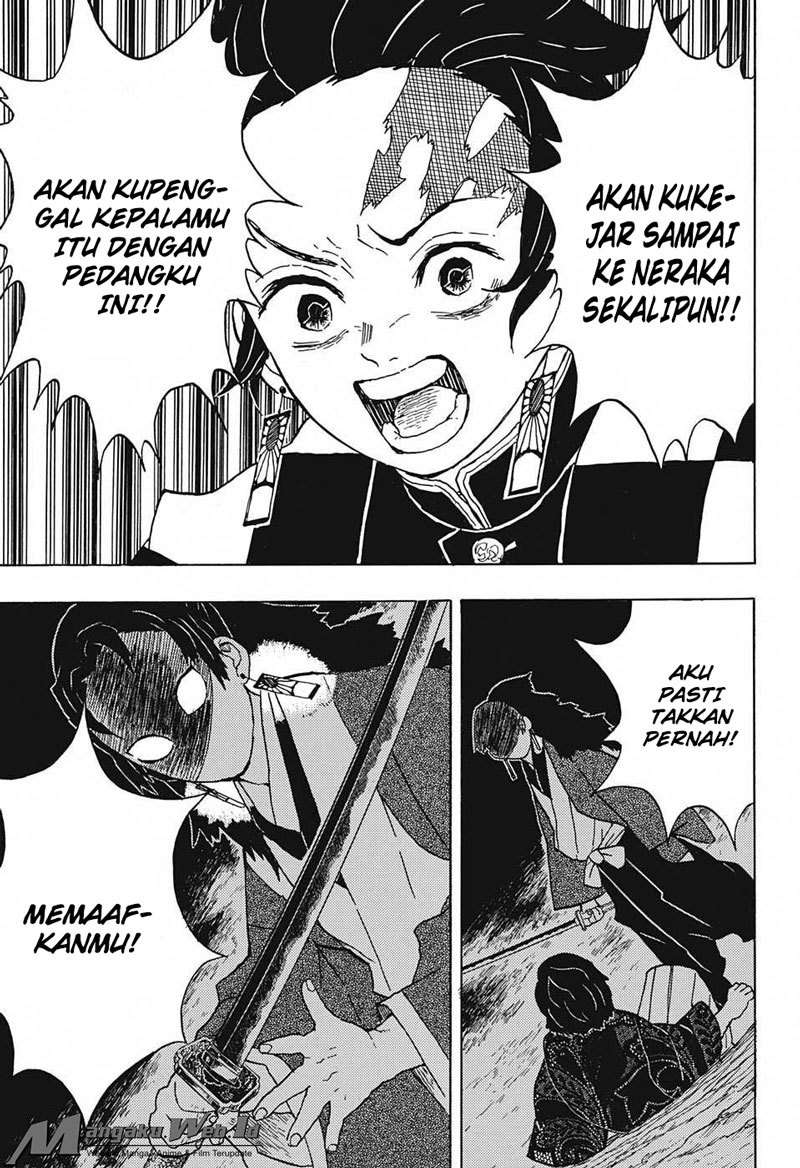 AKAN KUKE-
JAR SAMPAI
KE NERAKA
SEKALIPUN!!
AKAN KUPENG-
GAL KEPALAMU
ITU DENGAN
PEDANGKU
INI!!
AKU
PASTI
TAKKAN
PERNAH!
MEMAAF-
KANMU!
Mangaku Web Id